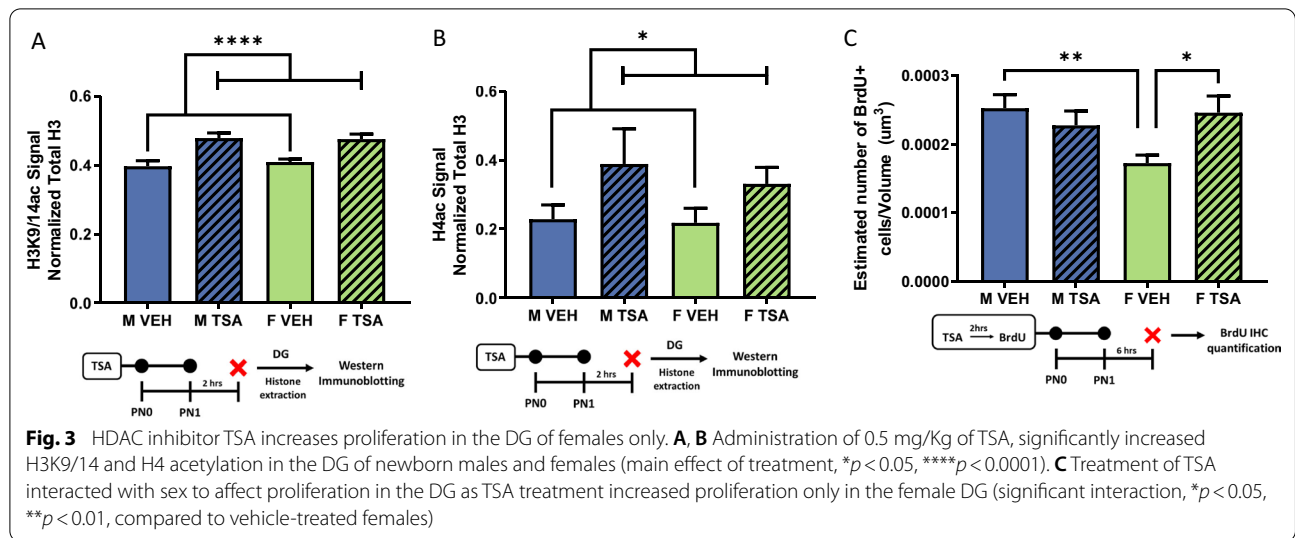 A
****
H3K9/14ac Signal
Normalized Total H3
0.6
0.4
0.2
0.0
M VEH M TSA F VEH F TSA
TSA
2 hrs
PN0 PN1
DG
Histone
extraction
Western
Immunoblotting
B
*
H4ac Signal
Normalized Total H3
0.6
0.4
0.2
0.0
M VEH M TSA F VEH F TSA
TSA
2 hrs
PN0 PN1
DG
Histone
extraction
Western
Immunoblotting
C
** *
Estimated number of BrdU+
cells/Volume (um³)
0.0003
0.0002
0.0001
0.0000
M VEH M TSA F VEH F TSA
2hrs
TSA → BrdU
6 hrs
PN0 PN1
BrdU IHC
quantification
Fig. 3 HDAC inhibitor TSA increases proliferation in the DG of females only. A, B Administration of 0.5 mg/Kg of TSA, significantly increased
H3K9/14 and H4 acetylation in the DG of newborn males and females (main effect of treatment, *p < 0.05, ****p < 0.0001). C Treatment of TSA
interacted with sex to affect proliferation in the DG as TSA treatment increased proliferation only in the female DG (significant interaction, *p < 0.05,
**p < 0.01, compared to vehicle-treated females)